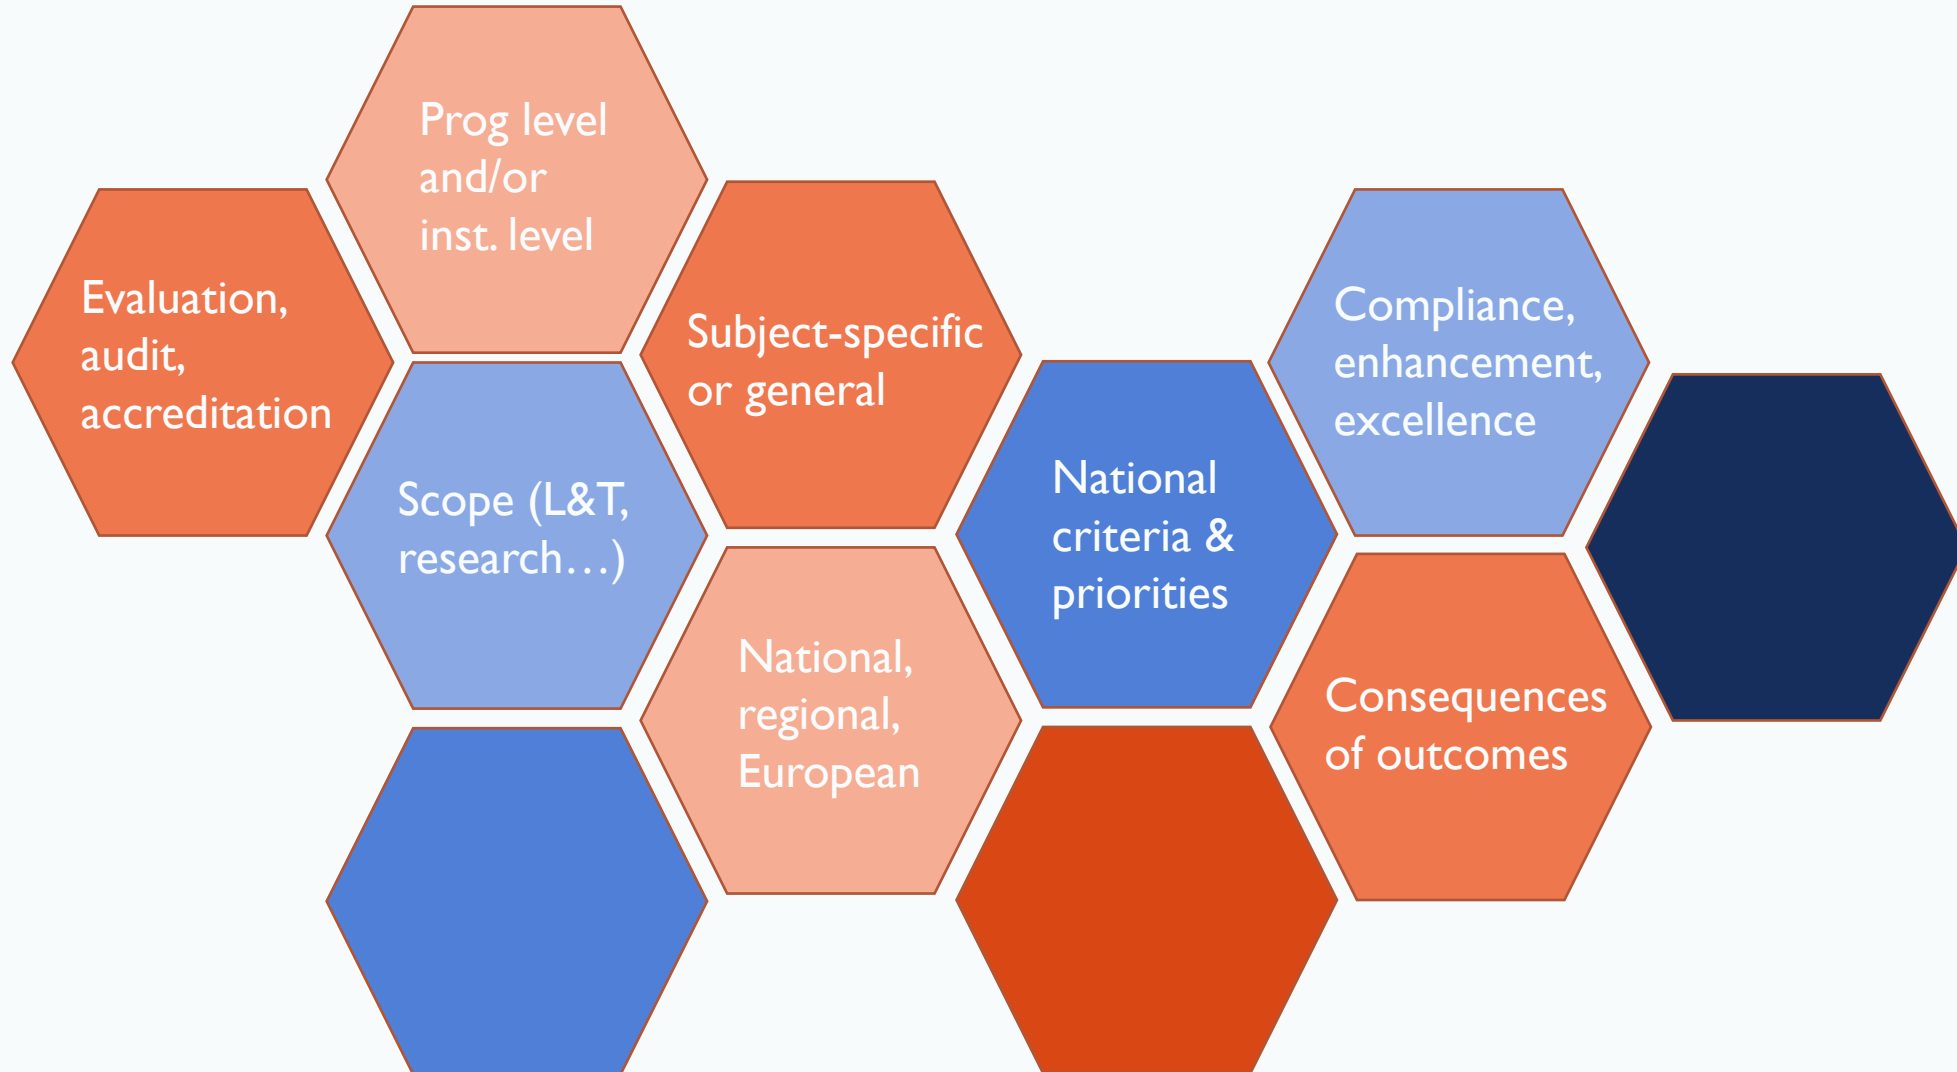 Evaluation,
audit,
accreditation
Prog level
and/or
inst. level
Scope (L&T,
research…)
Subject-specific
or general
National,
regional,
European
National
criteria &
priorities
Compliance,
enhancement,
excellence
Consequences
of outcomes